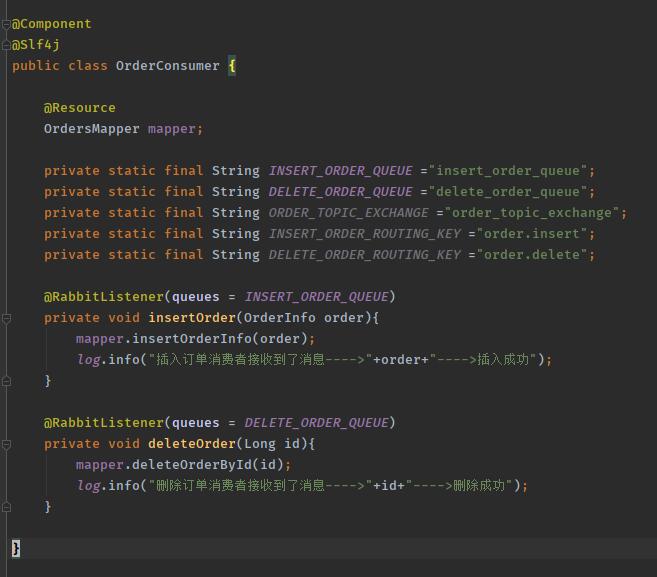 @Component
@Slf4j
public class OrderConsumer {
@Resource
OrdersMapper mapper;
private static final String INSERT_ORDER_QUEUE ="insert_order_queue";
private static final String DELETE_ORDER_QUEUE ="delete_order_queue";
private static final String ORDER_TOPIC_EXCHANGE ="order_topic_exchange";
private static final String INSERT_ORDER_ROUTING_KEY ="order.insert";
private static final String DELETE_ORDER_ROUTING_KEY ="order.delete";
@RabbitListener(queues = INSERT_ORDER_QUEUE)
private void insertOrder(OrderInfo order){
mapper.insertOrderInfo(order);
log.info("插入订单消费者接收到了消息---->"+order+"---->插入成功");
}
@RabbitListener(queues = DELETE_ORDER_QUEUE)
private void deleteOrder(Long id){
mapper.deleteOrderById(id);
log.info("删除订单消费者接收到了消息---->"+id+"---->删除成功");
}
}